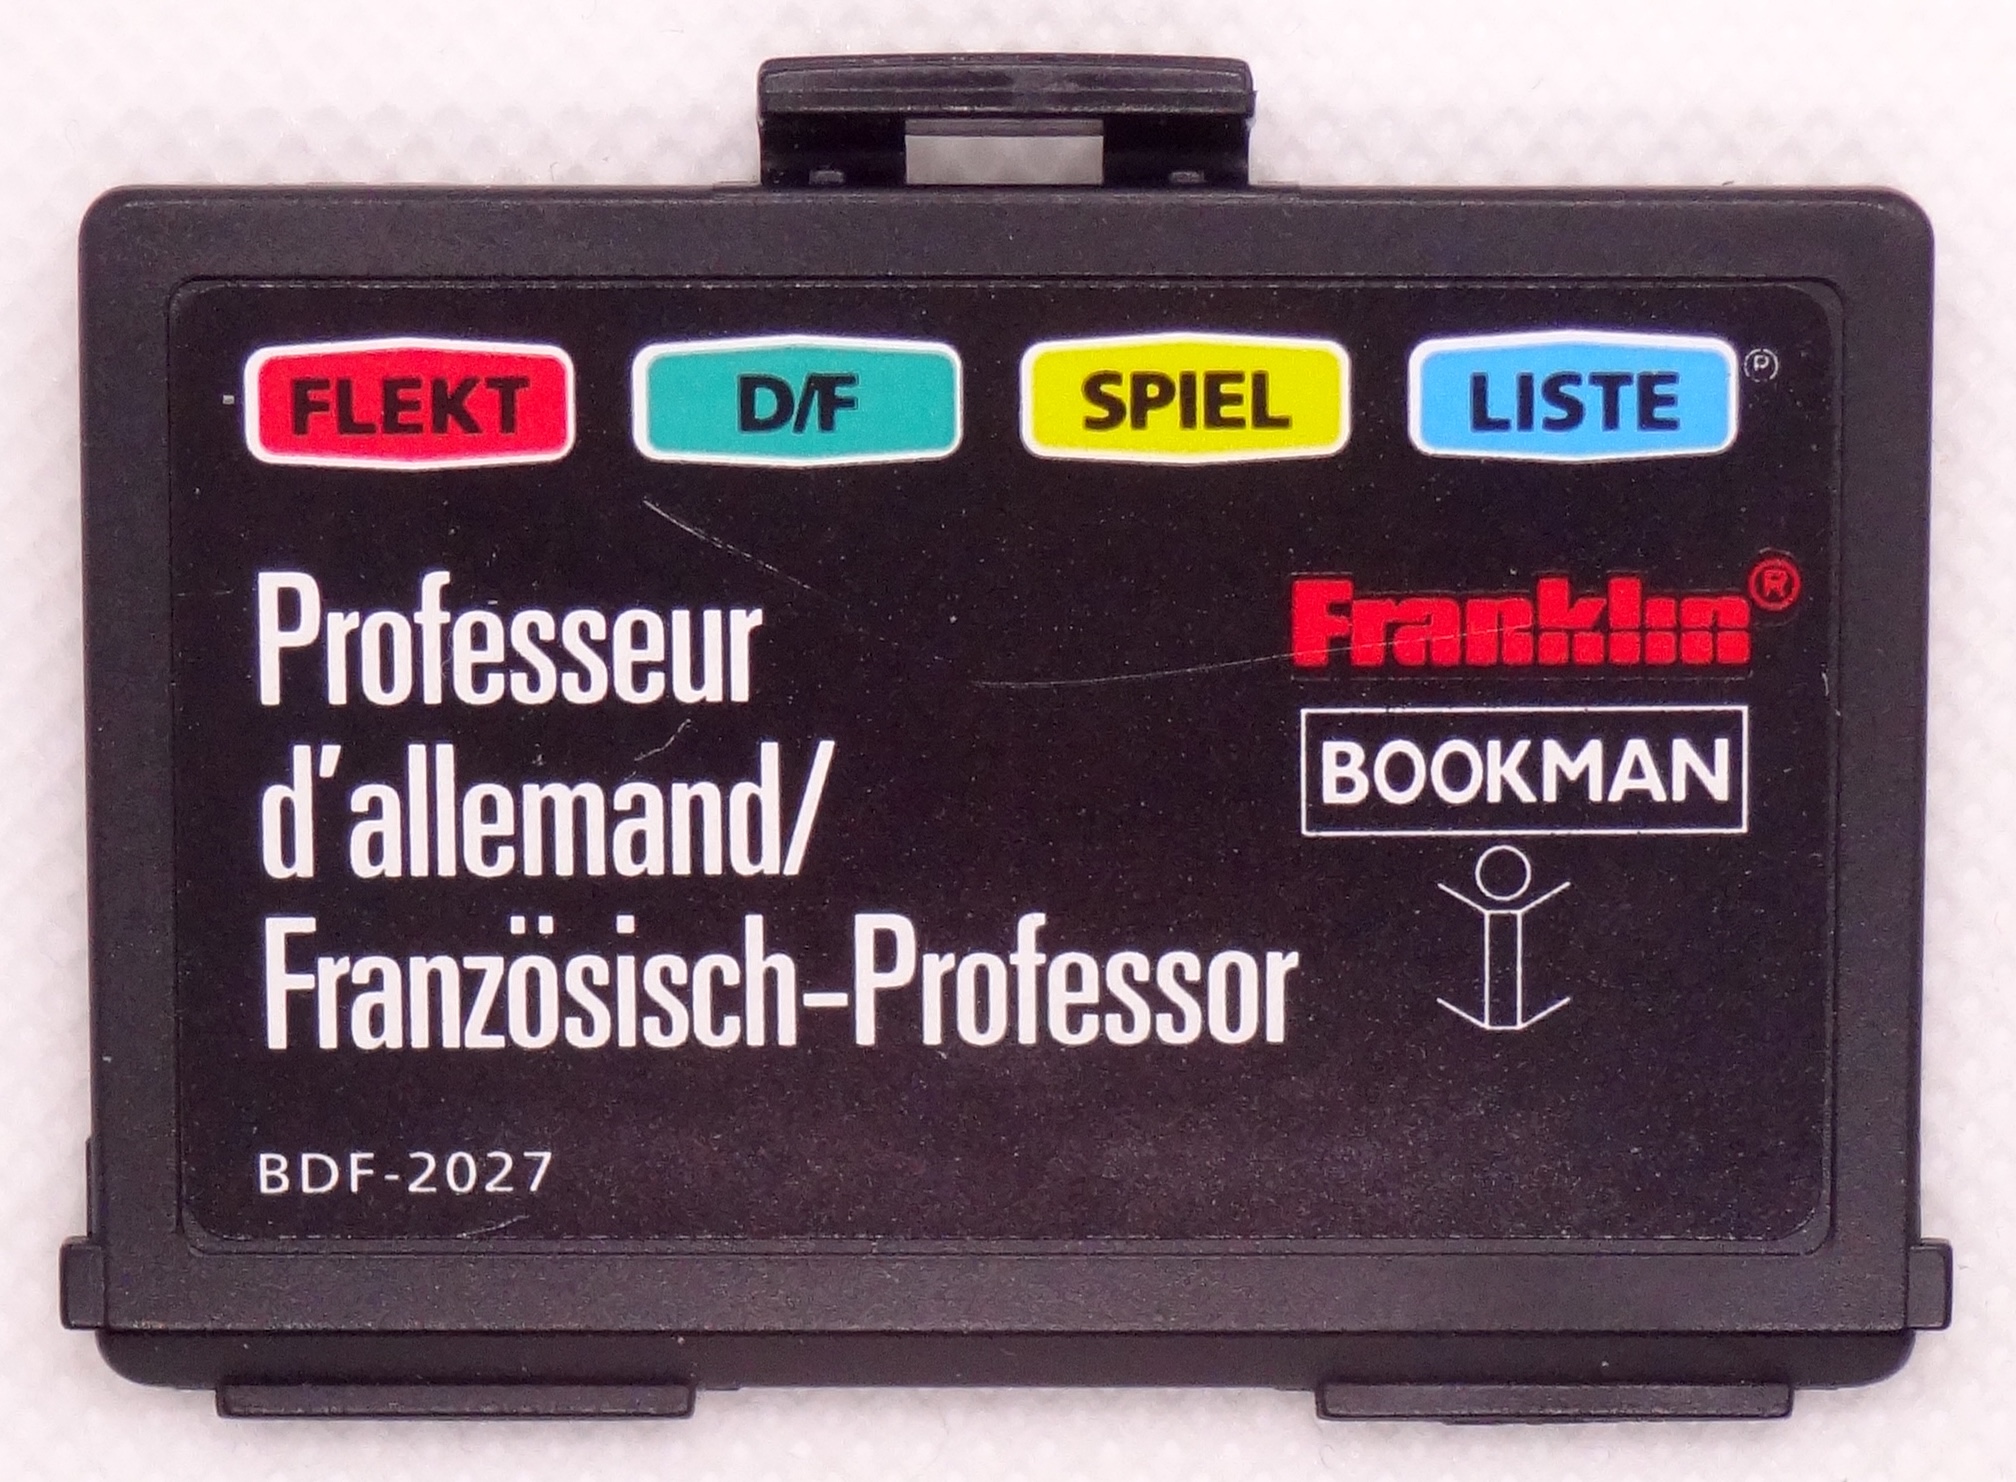 FLEKT D/F SPIEL LISTE ℗
Professeur
d'allemand/
Französisch-Professor
Franklin®
BOOKMAN
BDF-2027